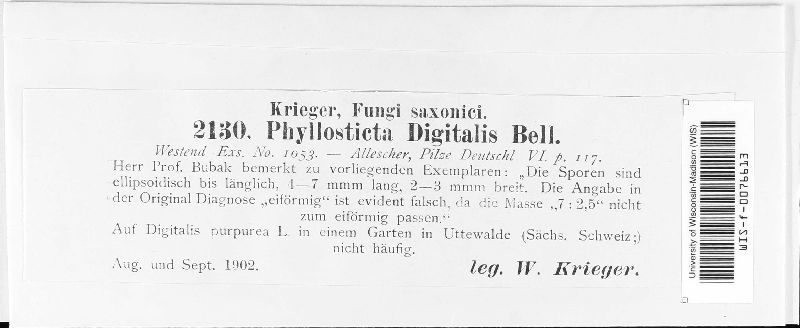 Krieger, Fungi saxonici.
2130. Phyllosticta Digitalis Bell.
Westend Exs. No. 1953. — Allescher, Pilze Deutschl VI. p. 117.
Herr Prof. Bubak bemerkt zu vorliegenden Exemplaren: „Die Sporen sind
ellipsoidisch bis länglich, 4—7 mmm lang, 2—3 mmm breit. Die Angabe in
der Original Diagnose „eiförmig“ ist evident falsch, da die Masse „7 : 2,5“ nicht
zum eiförmig passen.“
Auf Digitalis purpurea L. in einem Garten in Uttewalde (Sächs. Schweiz;)
nicht häufig.
Aug. und Sept. 1902.
leg. W. Krieger.
University of Wisconsin-Madison (WIS)
WIS-f-0076613